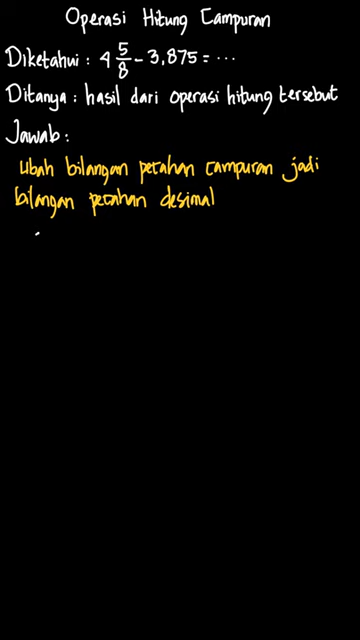 Operasi Hitung Campuran
Diketahui : 4 5/8 - 3,875 = ...
Ditanya : hasil dari operasi hitung tersebut
Jawab :
Ubah bilangan pecahan campuran jadi
bilangan pecahan desimal